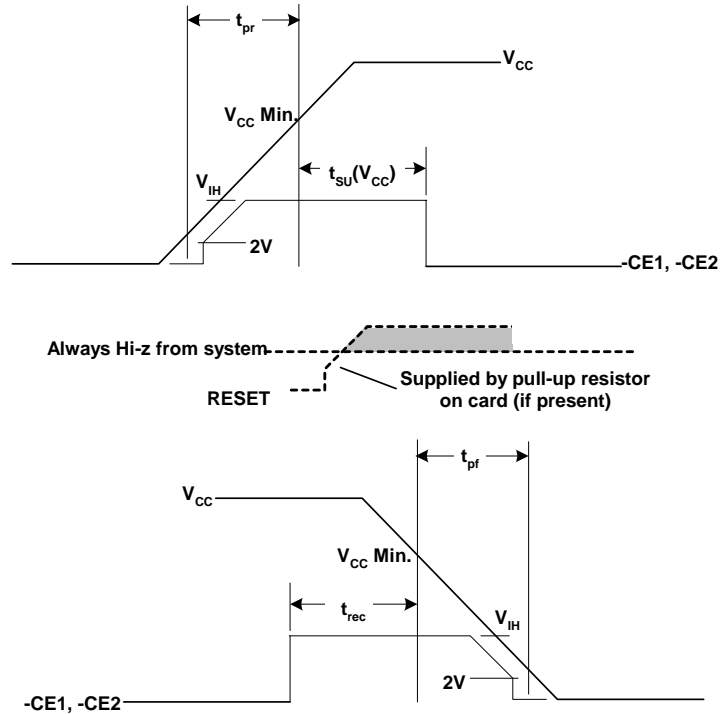 tpr
VCC
VCC Min.
tSU(VCC)
VIH
2V
-CE1, -CE2
Always Hi-z from system
Supplied by pull-up resistor
on card (if present)
RESET
tpf
VCC
VCC Min.
trec
VIH
2V
-CE1, -CE2